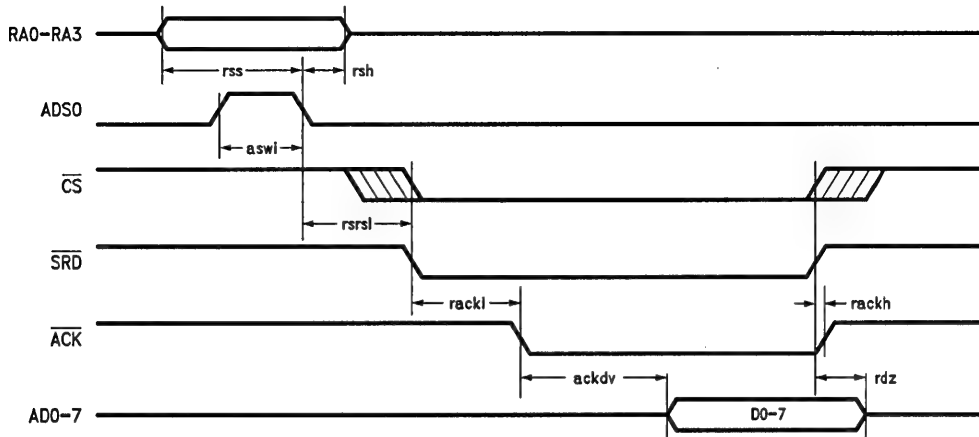 RA0-RA3
rss
rsh
ADS0
aswi
CS
rsrsl
SRD
rackl
rackh
ACK
ackdv
rdz
AD0-7
D0-7